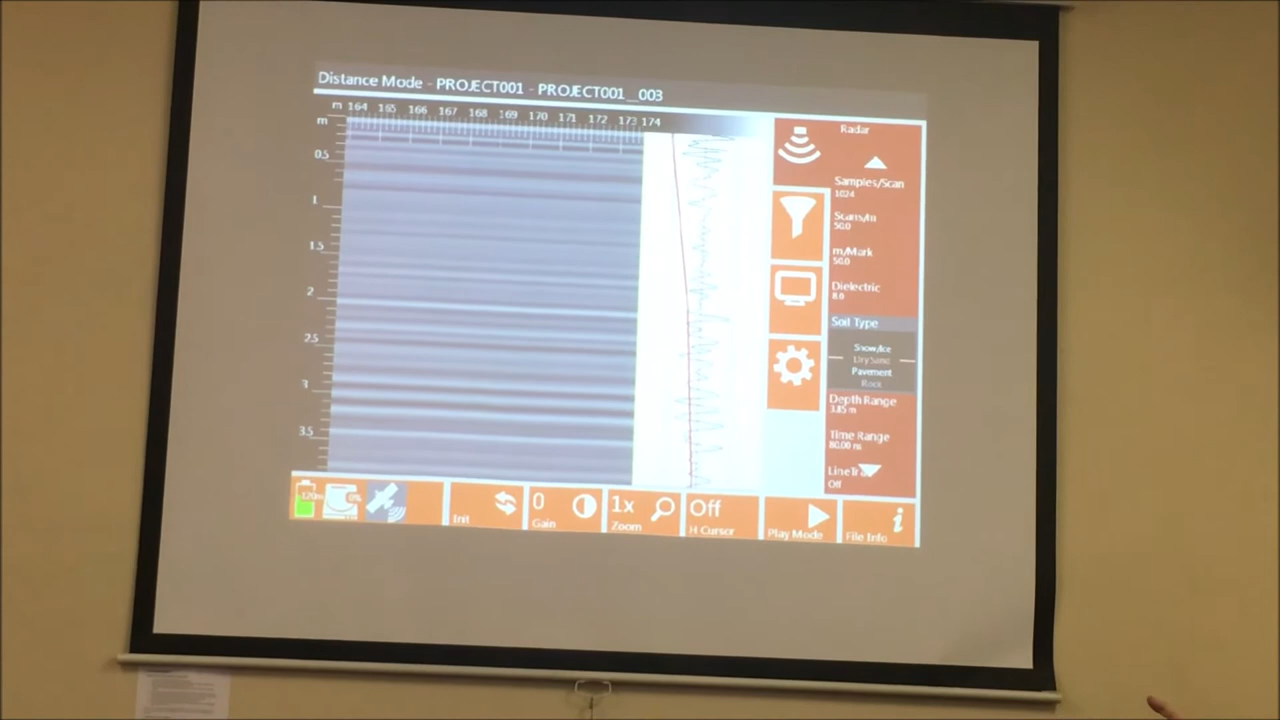 Distance Mode - PROJECT001 - PROJECT001__003
m 164 165 166 167 168 169 170 171 172 173 174
m
0.5
1
1.5
2
2.5
3
3.5
Radar
Samples/Scan
1024
Scans/m
50.0
m/Mark
50.0
Dielectric
8.0
Soil Type
Snow/Ice
Dry Sand
Pavement
Rock
Depth Range
3.85 m
Time Range
80.00 ns
Off
0%
Init
0
Gain
1x
Zoom
Off
H Cursor
Play Mode
i
File Info